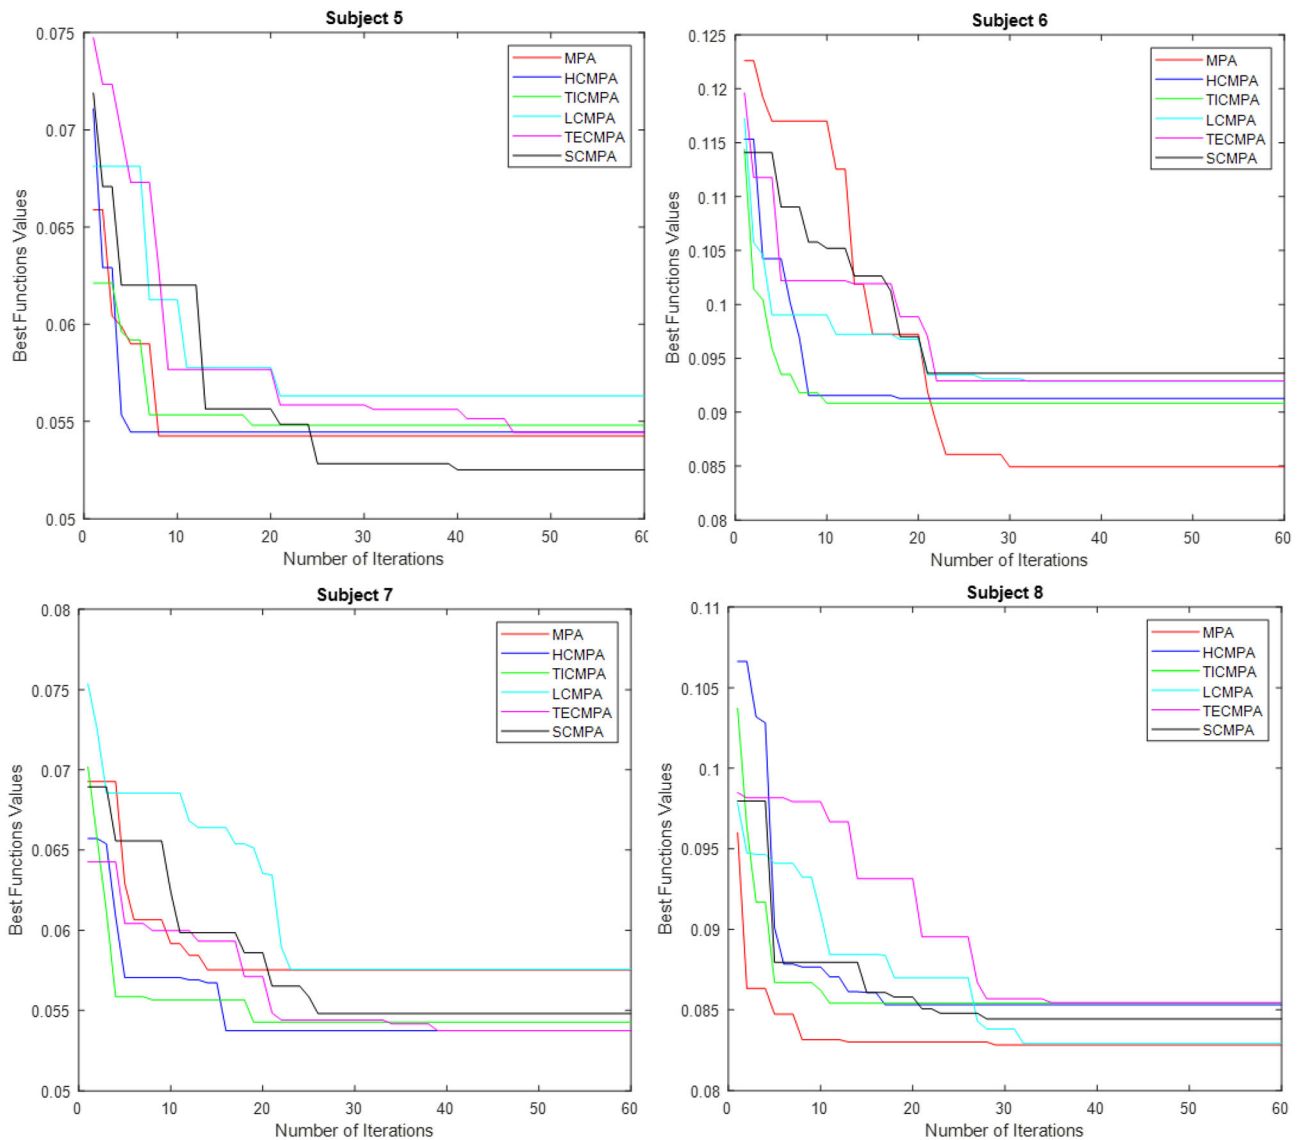 Subject 5
0.075
0.07
0.065
0.06
0.055
0.05
Best Functions Values
0 10 20 30 40 50 60
Number of Iterations
MPA
HCMPA
TICMPA
LCMPA
TECMPA
SCMPA
Subject 6
0.125
0.12
0.115
0.11
0.105
0.1
0.095
0.09
0.085
0.08
Best Functions Values
0 10 20 30 40 50 60
Number of Iterations
MPA
HCMPA
TICMPA
LCMPA
TECMPA
SCMPA
Subject 7
0.08
0.075
0.07
0.065
0.06
0.055
0.05
Best Functions Values
0 10 20 30 40 50 60
Number of Iterations
MPA
HCMPA
TICMPA
LCMPA
TECMPA
SCMPA
Subject 8
0.11
0.105
0.1
0.095
0.09
0.085
0.08
Best Functions Values
0 10 20 30 40 50 60
Number of Iterations
MPA
HCMPA
TICMPA
LCMPA
TECMPA
SCMPA